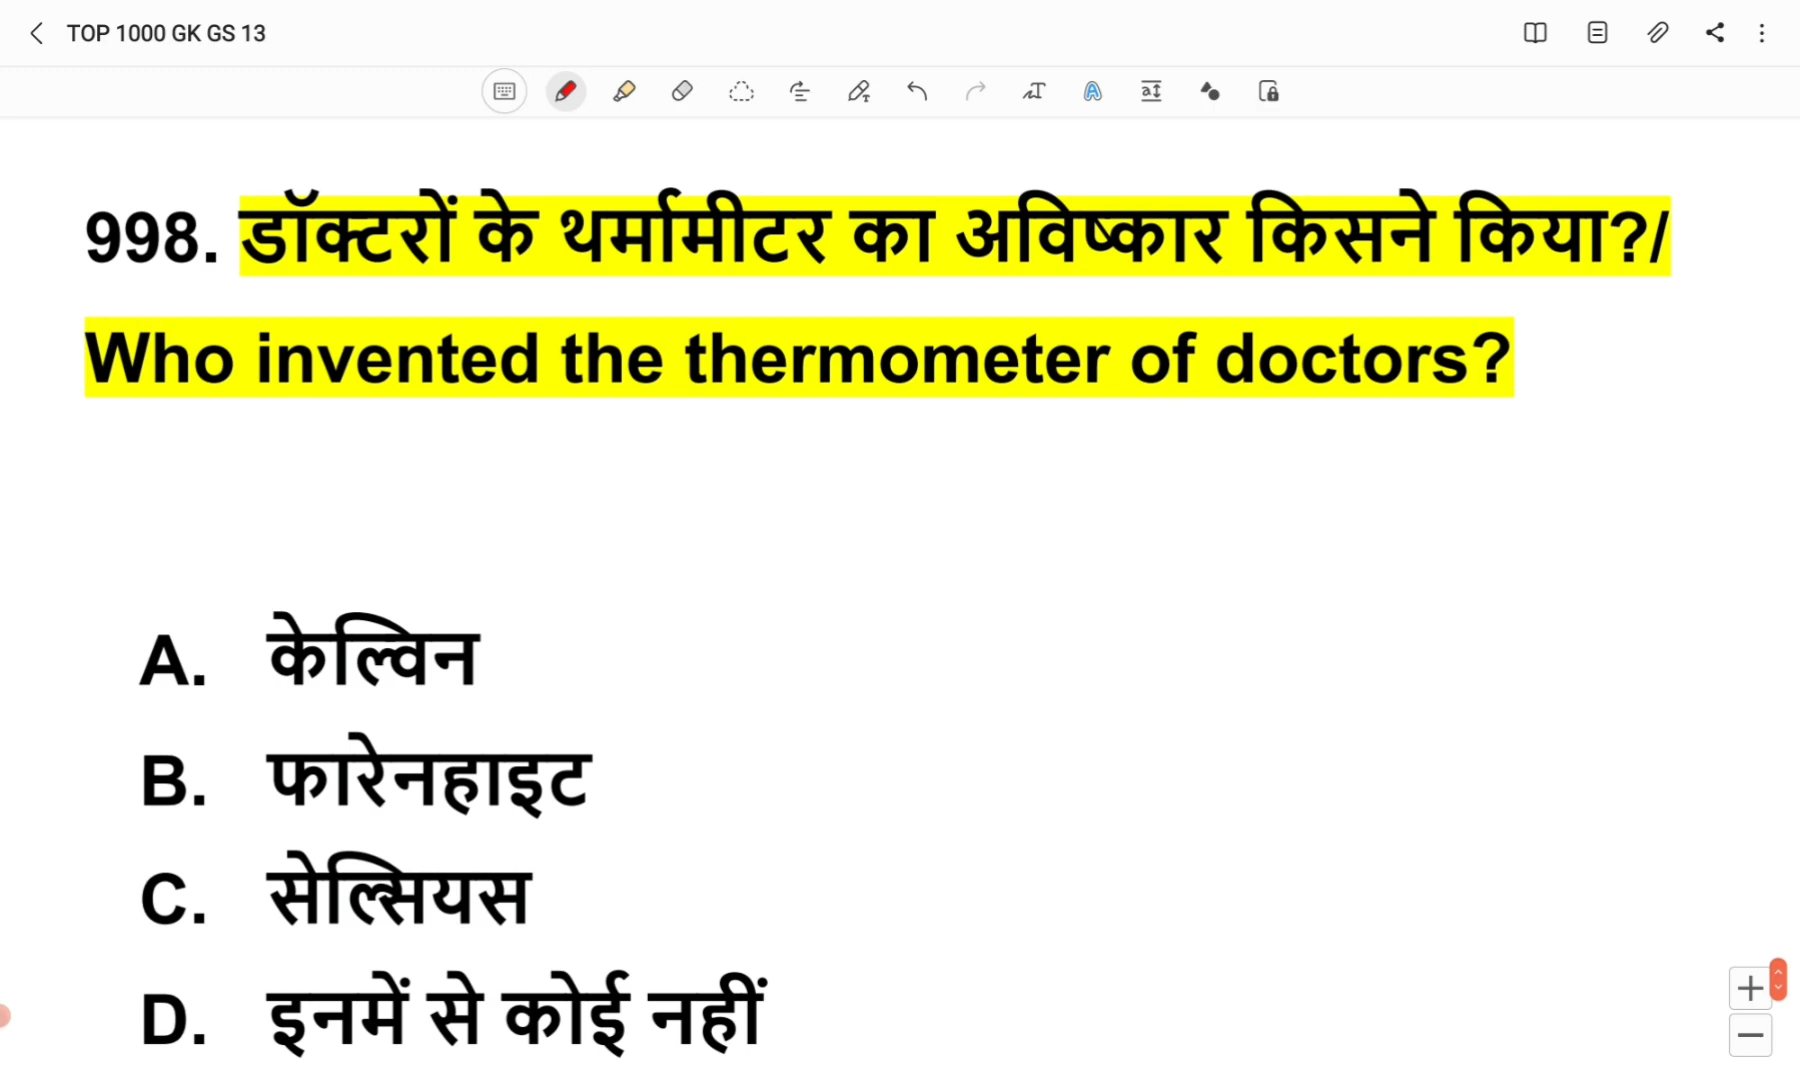 TOP 1000 GK GS 13
998. डॉक्टरों के थर्मामीटर का अविष्कार किसने किया?/
Who invented the thermometer of doctors?
A. केल्विन
B. फारेनहाइट
C. सेल्सियस
D. इनमें से कोई नहीं